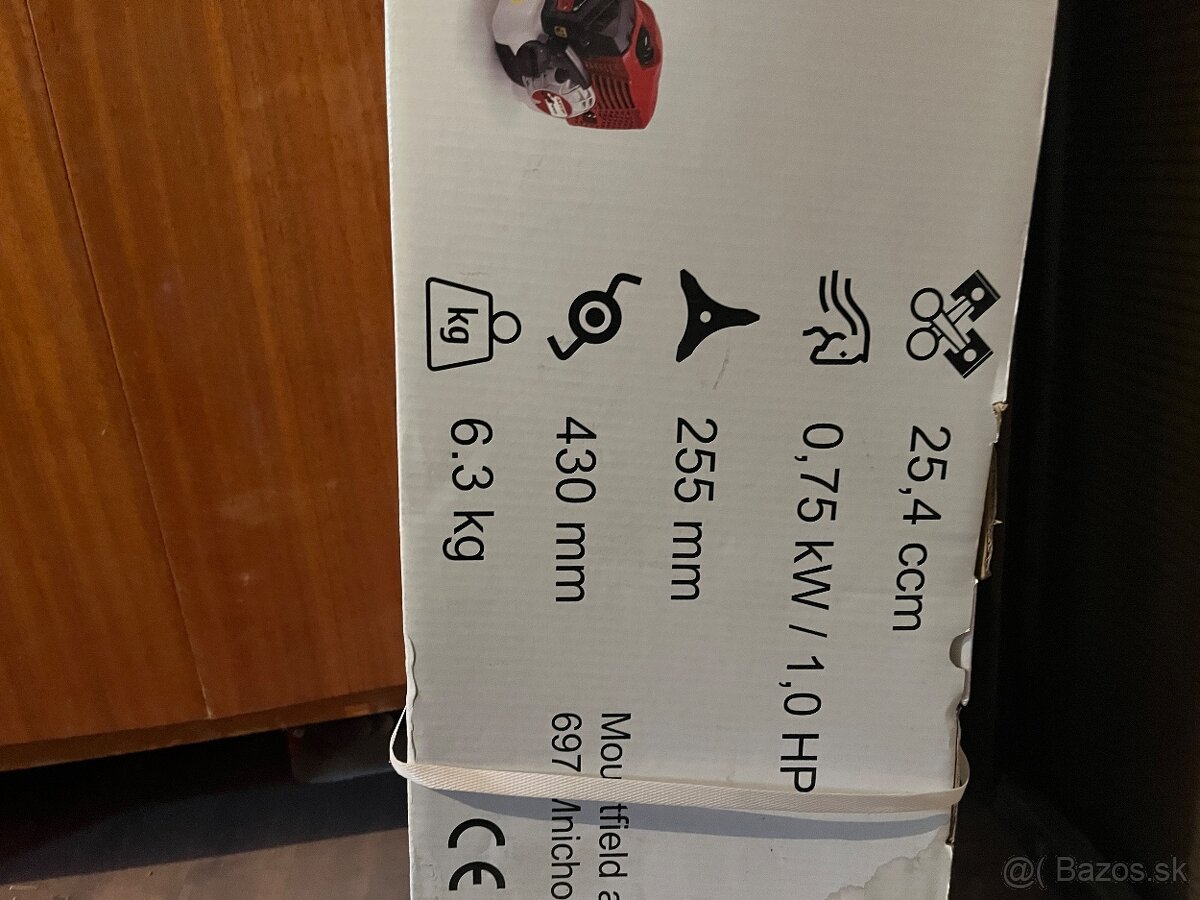 25,4 ccm
0,75 kW / 1,0 HP
255 mm
430 mm
kg 6.3 kg
697
CE
@( Bazos.sk